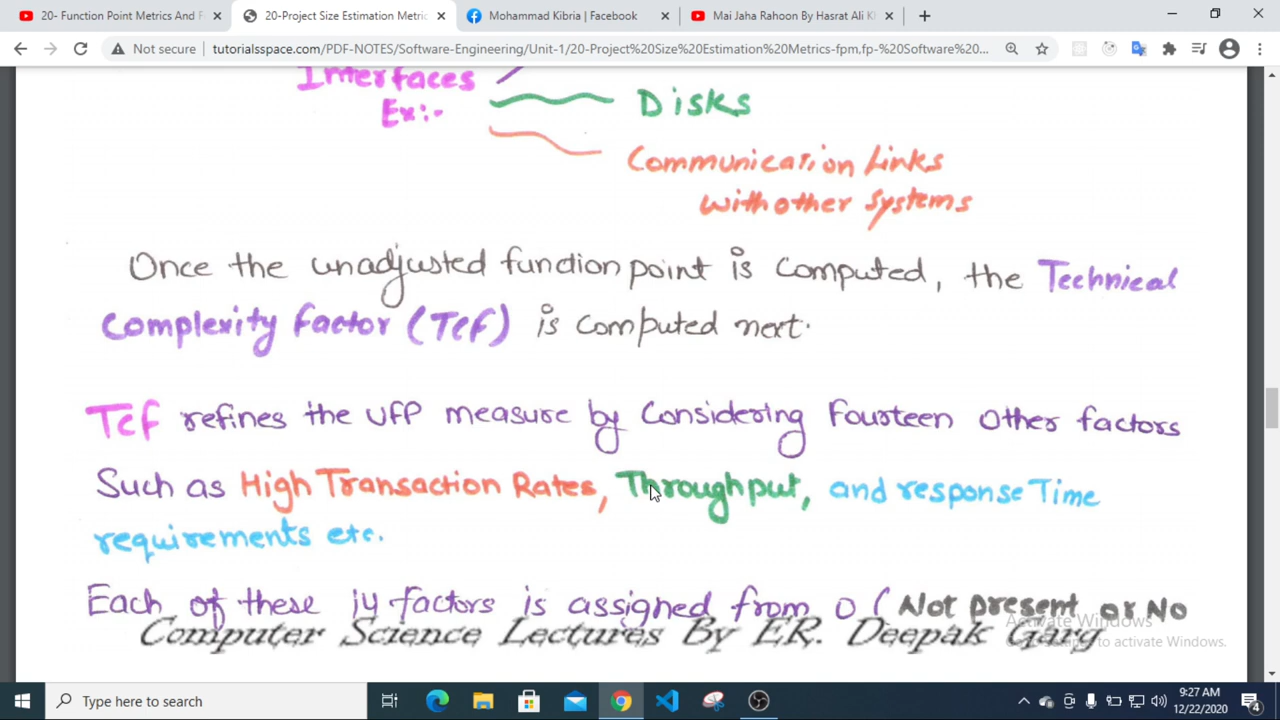 20- Function Point Metrics And F
20-Project Size Estimation Metric
Mohammad Kibria | Facebook
Mai Jaha Rahoon By Hasrat Ali Kh
Not secure
tutorialsspace.com/PDF-NOTES/Software-Engineering/Unit-1/20-Project%20Size%20Estimation%20Metrics-fpm,fp-%20Software%20...
Interfaces
Ex:-
Disks
Communication Links
with other systems
Once the unadjusted function point is computed, the Technical
Complexity factor (TCF) is computed next.
TCF refines the UFP measure by Considering Fourteen Other factors
Such as High Transaction Rates, Throughput, and response Time
requirements etc.
Each of these 14 factors is assigned from 0 (Not present or No
Computer Science Lectures By ER. Deepak Garg
Activate Windows
to activate Windows.
Type here to search
9:27 AM
12/22/2020
4